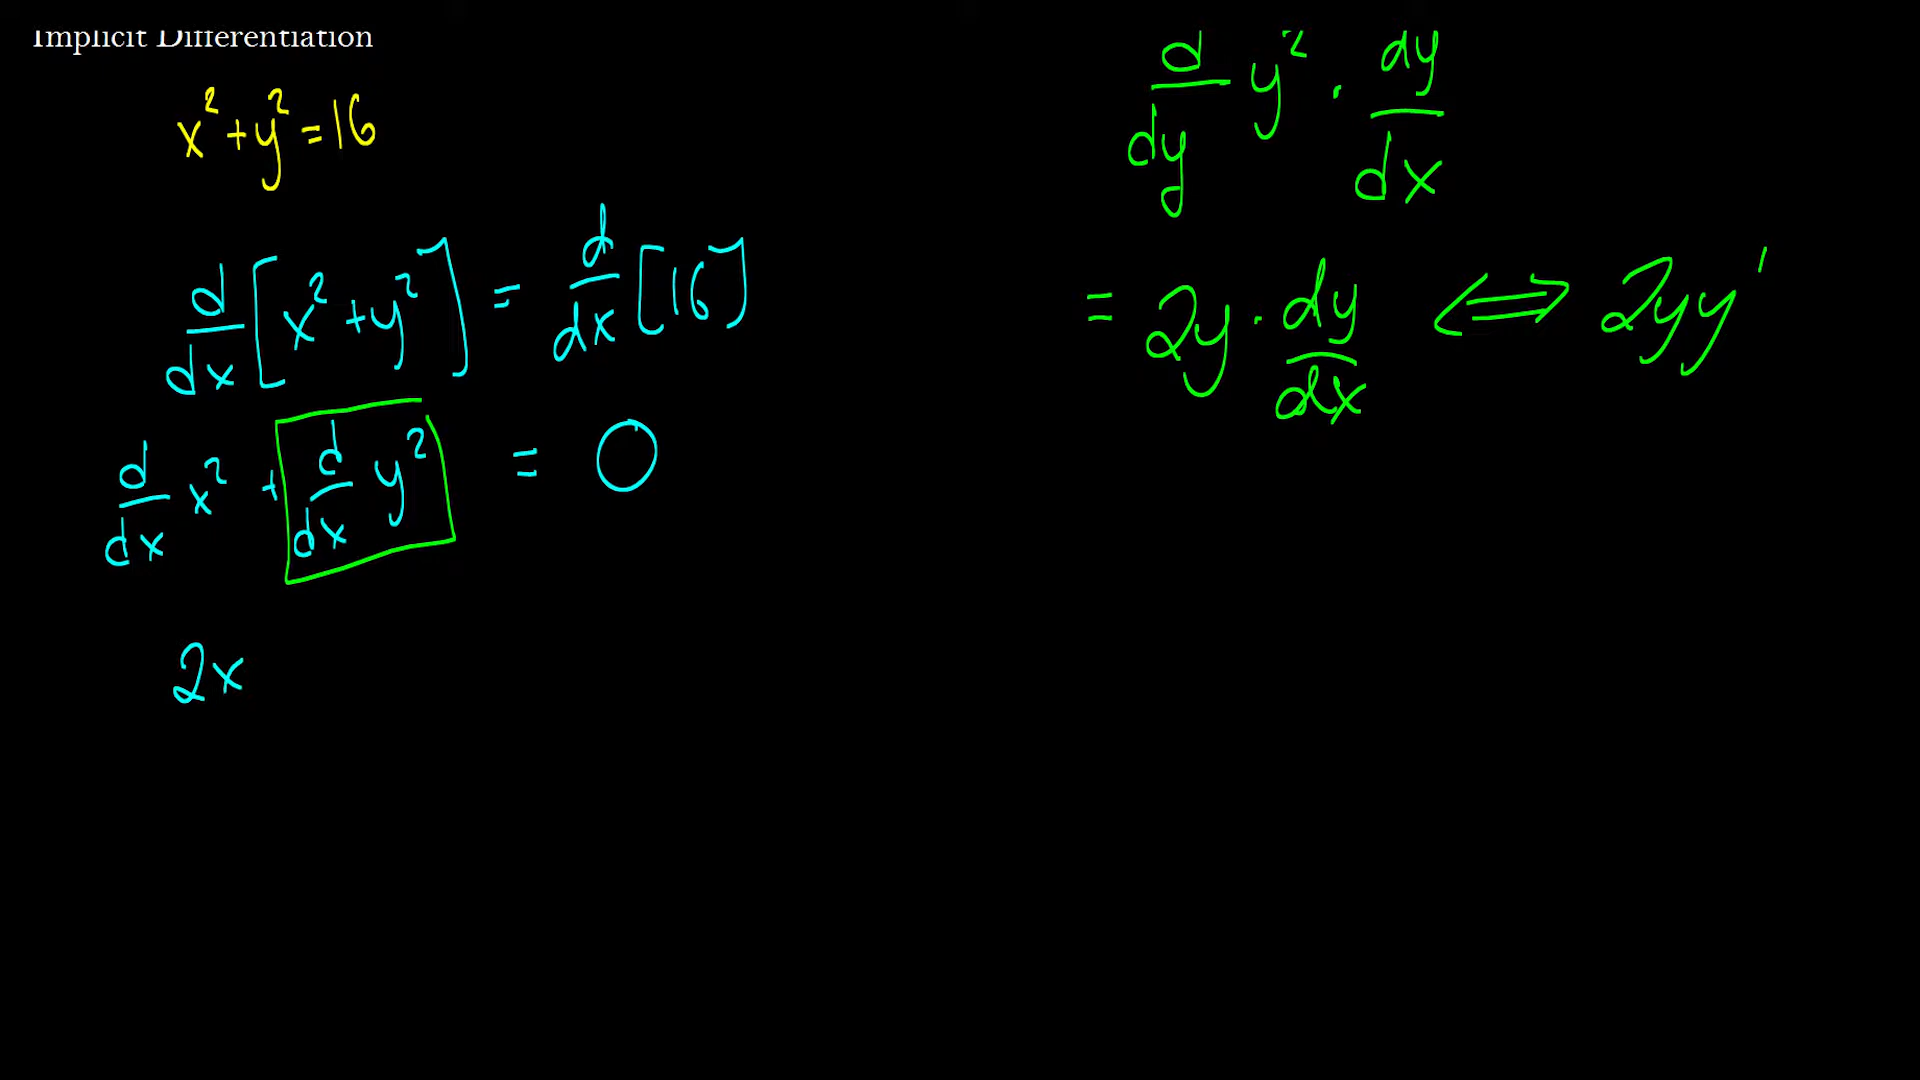 Implicit Differentiation
x² + y² = 16
d/dx [x² + y²] = d/dx [16]
d/dx x² + d/dx y² = 0
2x
d/dy y² · dy/dx
= 2y · dy/dx ⟺ 2yy'